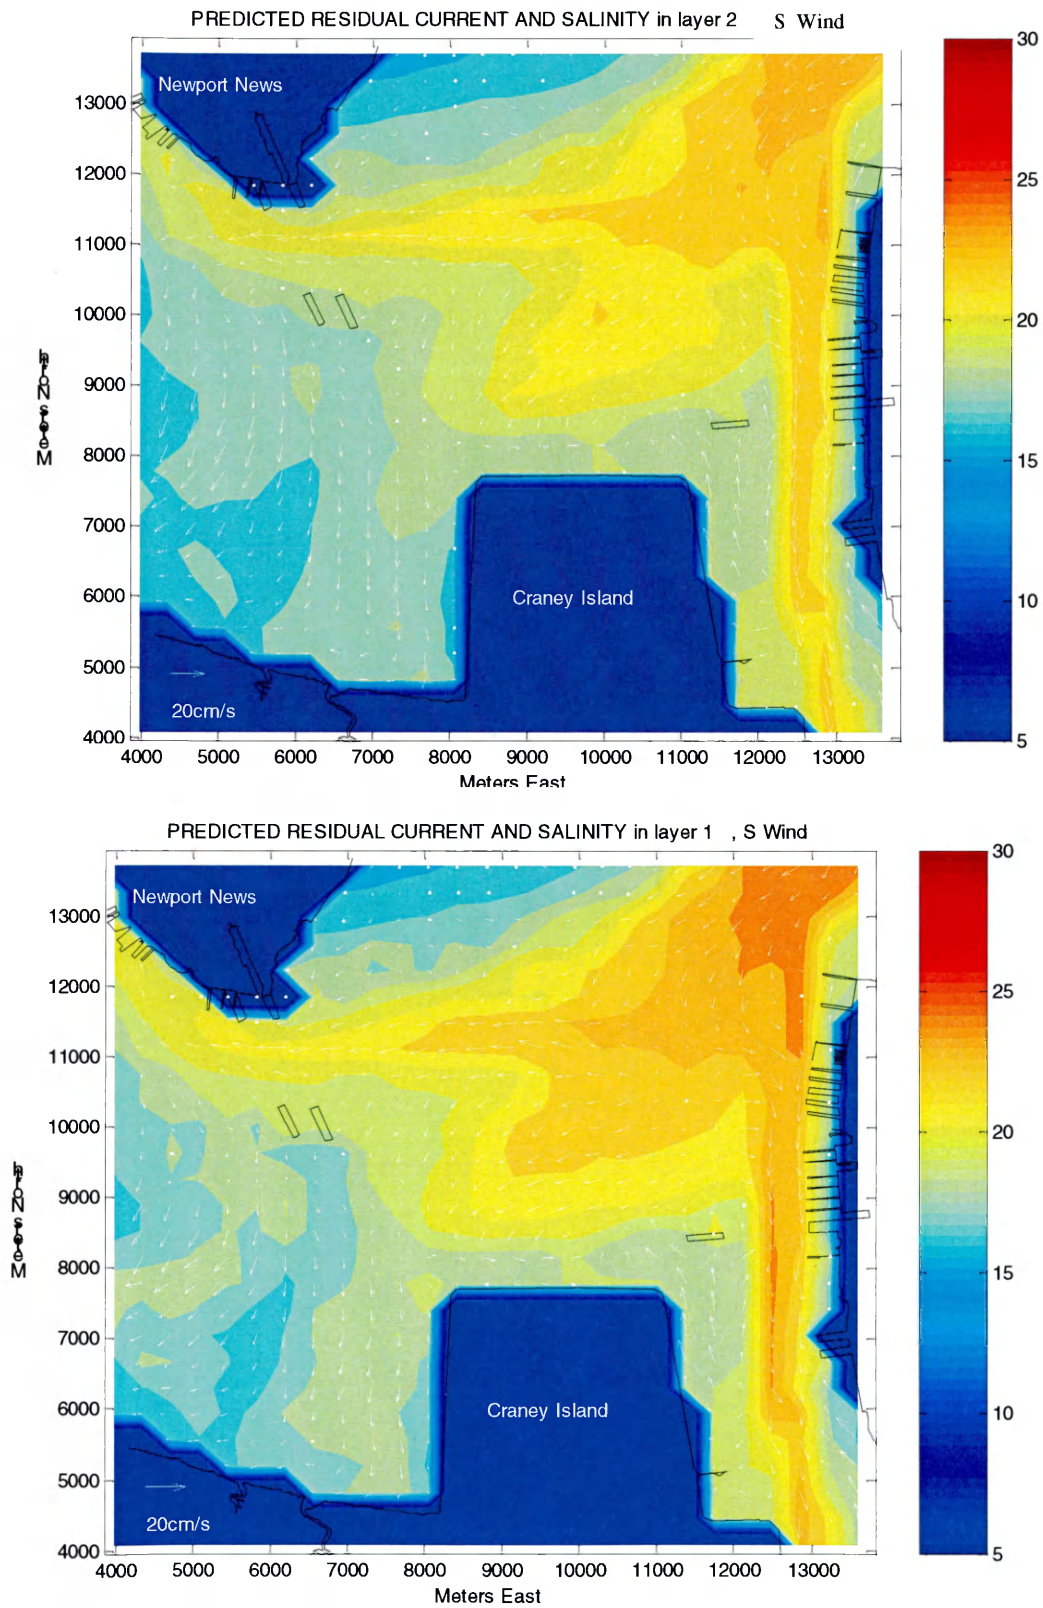 PREDICTED RESIDUAL CURRENT AND SALINITY in layer 2 S Wind
30
Newport News
13000
12000
25
11000
10000
20
9000
8000
15
7000
6000
Craney Island
10
5000
20cm/s
4000
5
4000 5000 6000 7000 8000 9000 10000 11000 12000 13000
Meters North
Meters East
PREDICTED RESIDUAL CURRENT AND SALINITY in layer 1 , S Wind
30
Newport News
13000
12000
25
11000
10000
20
9000
8000
15
7000
6000
Craney Island
10
5000
20cm/s
4000
5
4000 5000 6000 7000 8000 9000 10000 11000 12000 13000
Meters North
Meters East